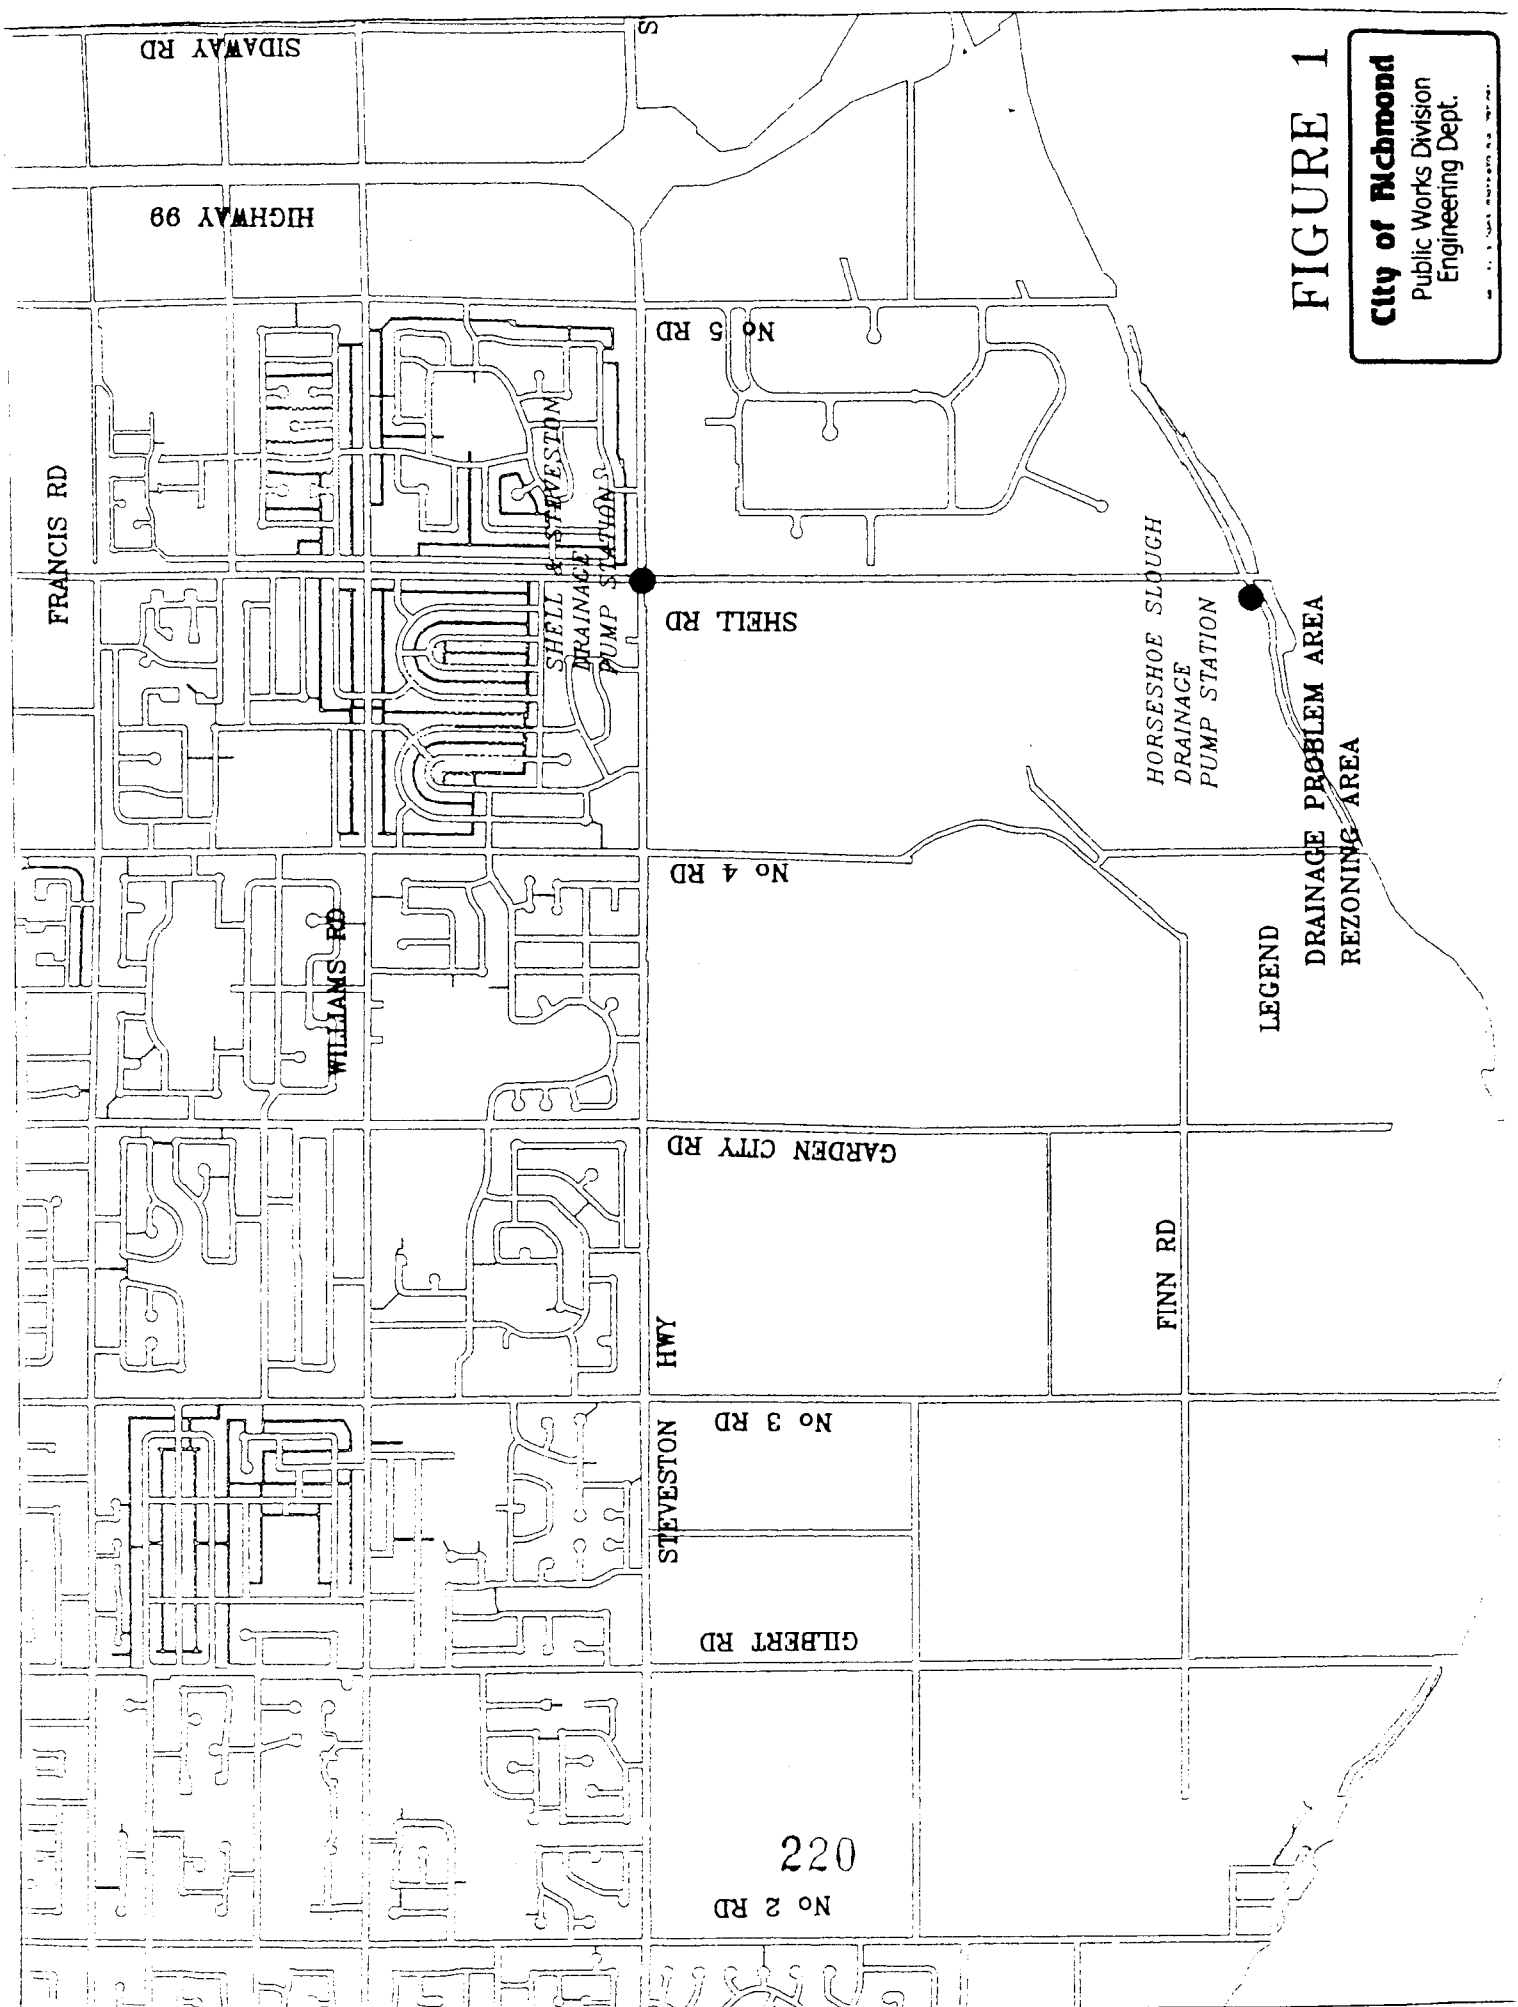 SIDAWAY RD
HIGHWAY 99
S
FIGURE 1
City of Richmond
Public Works Division
Engineering Dept.
FRANCIS RD
No 5 RD
SHELL & STEVESTON
DRAINAGE
PUMP STATION
SHELL RD
HORSESHOE SLOUGH
DRAINAGE
PUMP STATION
No 4 RD
WILLIAMS RD
LEGEND
DRAINAGE PROBLEM AREA
REZONING AREA
GARDEN CITY RD
FINN RD
STEVESTON HWY
No 3 RD
GILBERT RD
220
No 2 RD